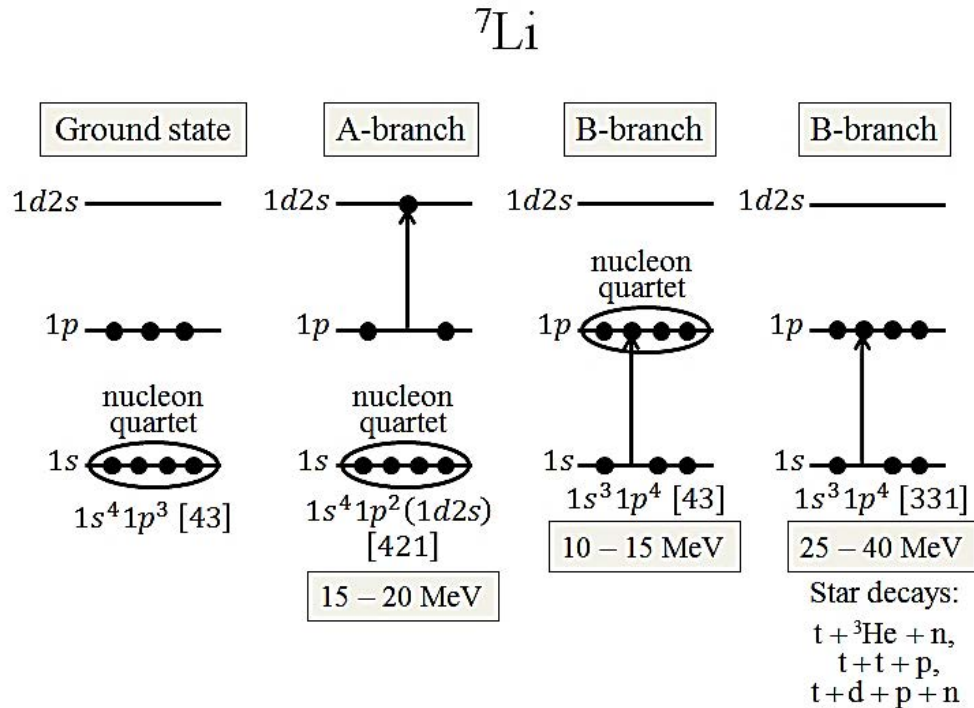 ⁷Li
Ground state
A-branch
B-branch
B-branch
1d2s
1d2s
1d2s
1d2s
nucleon
quartet
1p
1p
1p
1p
nucleon
quartet
nucleon
quartet
1s
1s
1s
1s
1s⁴1p³ [43]
1s⁴1p²(1d2s)
[421]
1s³1p⁴ [43]
1s³1p⁴ [331]
15 – 20 MeV
10 – 15 MeV
25 – 40 MeV
Star decays:
t + ³He + n,
t + t + p,
t + d + p + n